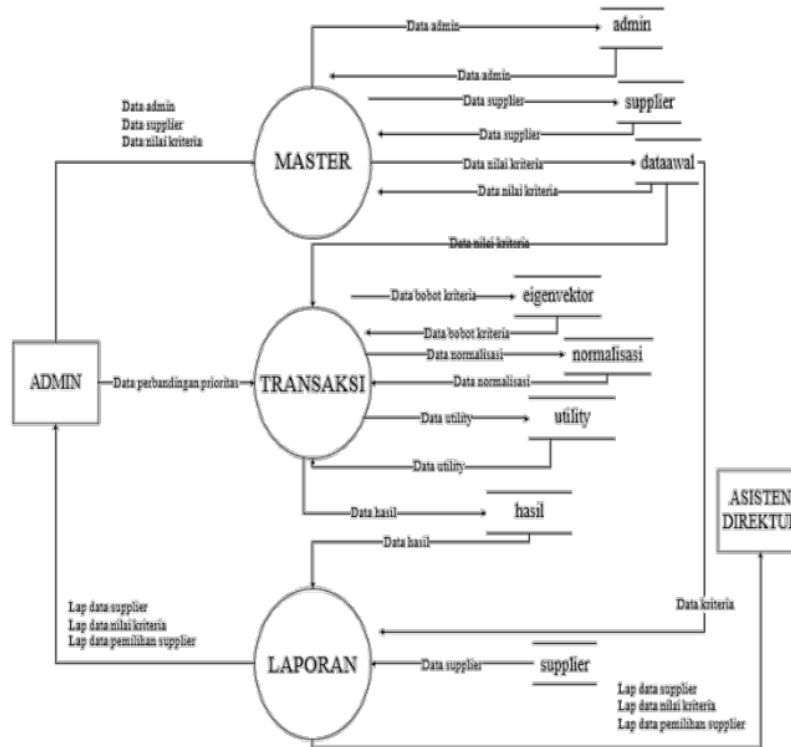 Data admin
admin
Data admin
Data admin
Data supplier
Data nilai kriteria
Data supplier
supplier
Data supplier
MASTER
Data nilai kriteria
dataawal
Data nilai kriteria
Data nilai kriteria
Data bobot kriteria
eigenvektor
Data bobot kriteria
Data normalisasi
normalisasi
ADMIN
Data perbandingan prioritas
TRANSAKSI
Data normalisasi
Data utility
utility
Data utility
Data hasil
hasil
Data hasil
ASISTEN
DIREKTUR
Lap data supplier
Lap data nilai kriteria
Lap data pemilihan supplier
Data kriteria
LAPORAN
Data supplier
supplier
Lap data supplier
Lap data nilai kriteria
Lap data pemilihan supplier